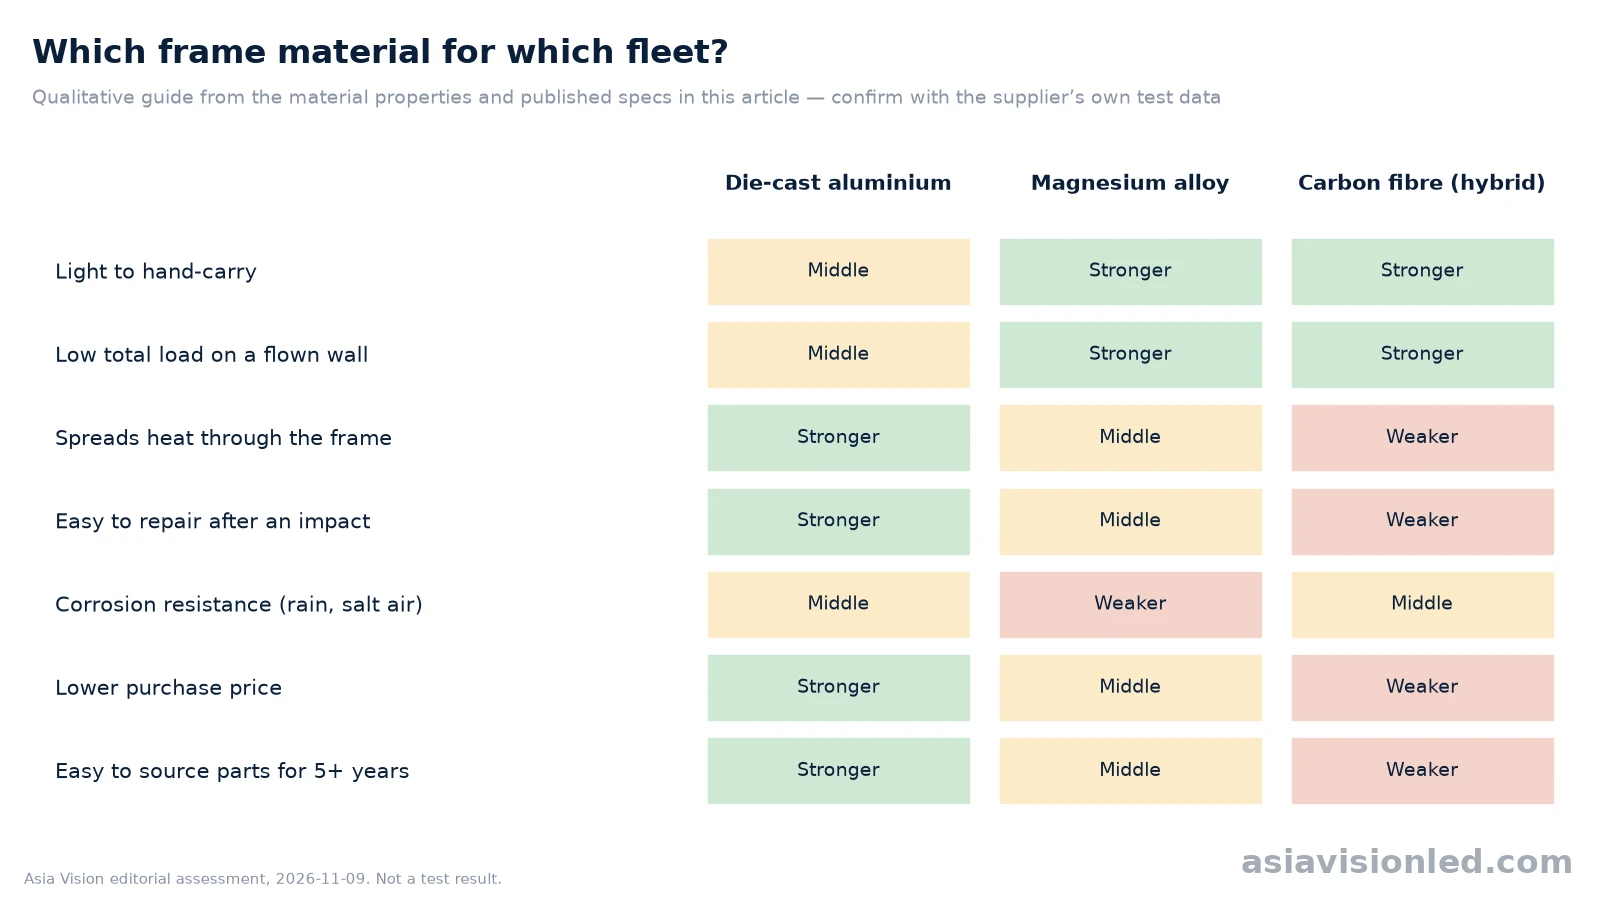 Which frame material for which fleet?
Qualitative guide from the material properties and published specs in this article — confirm with the supplier’s own test data
Die-cast aluminium Magnesium alloy Carbon fibre (hybrid)
Light to hand-carry Middle Stronger Stronger
Low total load on a flown wall Middle Stronger Stronger
Spreads heat through the frame Stronger Middle Weaker
Easy to repair after an impact Stronger Middle Weaker
Corrosion resistance (rain, salt air) Middle Weaker Middle
Lower purchase price Stronger Middle Weaker
Easy to source parts for 5+ years Stronger Middle Weaker
asiavisionled.com
Asia Vision editorial assessment, 2026-11-09. Not a test result.